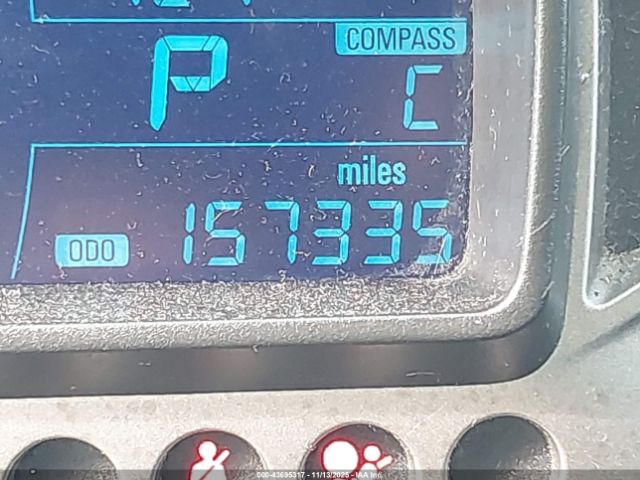 P
COMPASS
C
miles
ODO 157335
000-43695317 - 11/13/2025 - IAA Inc.